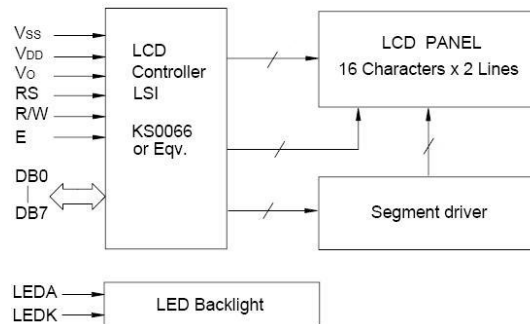 Vss
VDD
Vo
RS
R/W
E
DB0
DB7
LCD
Controller
LSI
KS0066
or Eqv.
LCD PANEL
16 Characters x 2 Lines
Segment driver
LEDA
LEDK
LED Backlight